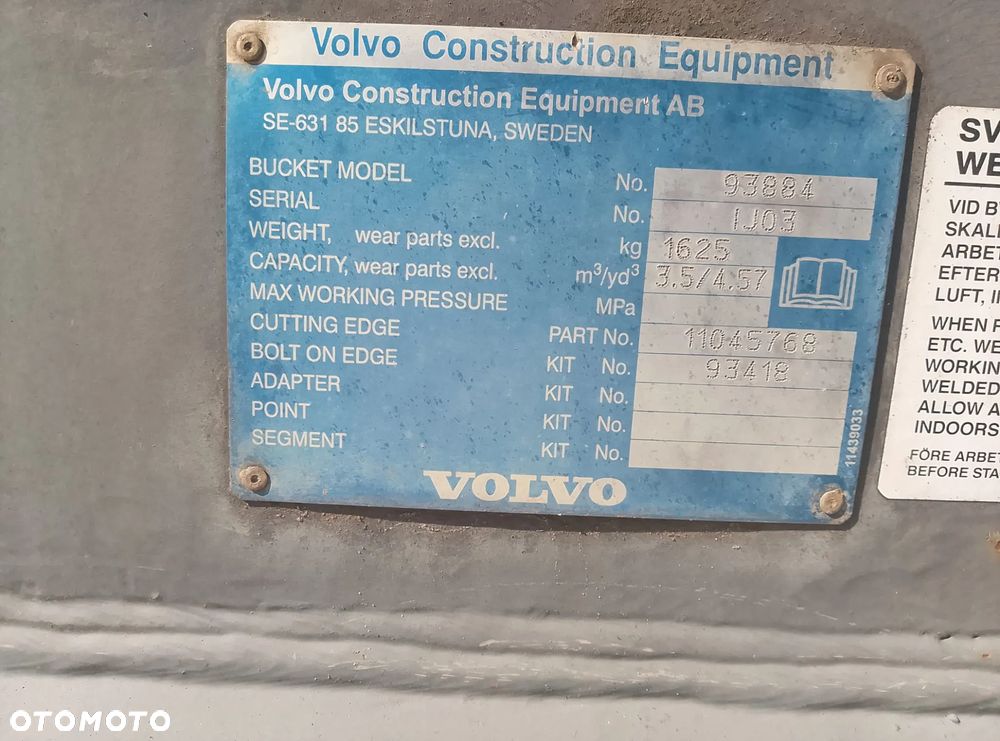 Volvo Construction Equipment
Volvo Construction Equipment AB
SE-631 85 ESKILSTUNA, SWEDEN
BUCKET MODEL No. 93884
SERIAL No. IJ03
WEIGHT, wear parts excl. kg 1625
CAPACITY, wear parts excl. m³/yd³ 3.5/4.57
MAX WORKING PRESSURE MPa
CUTTING EDGE PART No. 11045768
BOLT ON EDGE KIT No. 93418
ADAPTER KIT No.
POINT KIT No.
SEGMENT KIT No.
11439033
VOLVO
SV
WE
VID B
SKALL
ARBET
EFTER
LUFT, I
WHEN P
ETC. WE
WORKIN
WELDED
ALLOW A
INDOORS
FÖRE ARBET
BEFORE STA
OTOMOTO